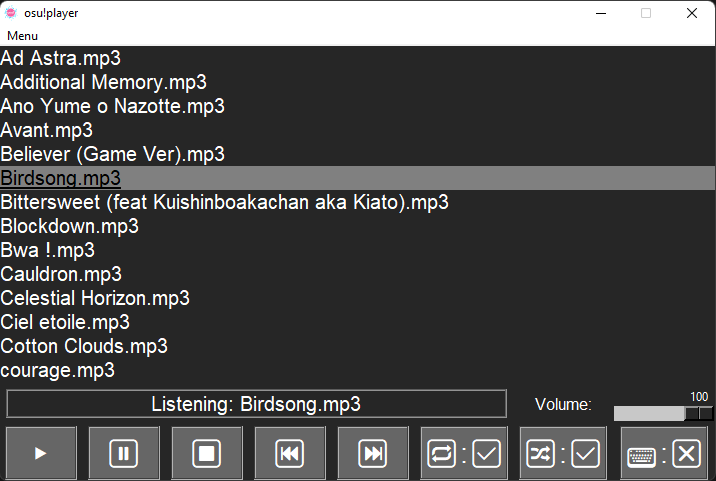 osu!player
Menu
Ad Astra.mp3
Additional Memory.mp3
Ano Yume o Nazotte.mp3
Avant.mp3
Believer (Game Ver).mp3
Birdsong.mp3
Bittersweet (feat Kuishinboakachan aka Kiato).mp3
Blockdown.mp3
Bwa !.mp3
Cauldron.mp3
Celestial Horizon.mp3
Ciel etoile.mp3
Cotton Clouds.mp3
courage.mp3
Listening: Birdsong.mp3
Volume:
100
: : :